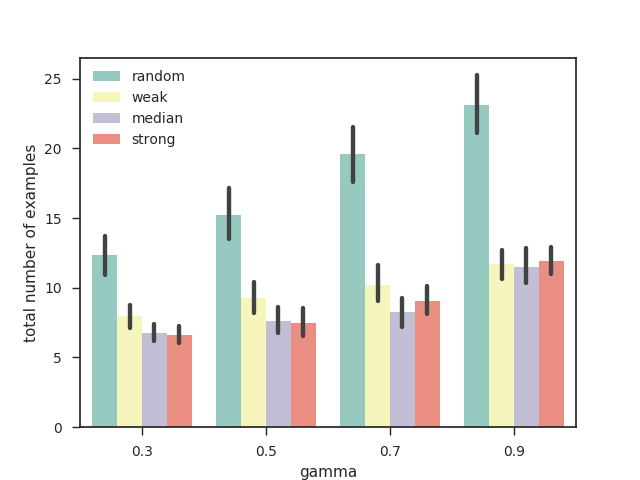 random
weak
median
strong
total number of examples
25
20
15
10
5
0
0.3 0.5 0.7 0.9
gamma